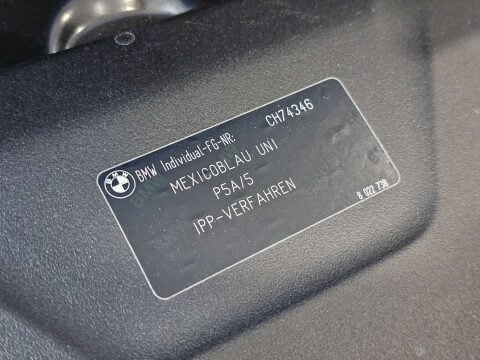 BMW Individual-FG-NR: CH74346
MEXICOBLAU UNI
P5A/5
IPP-VERFAHREN
8 022 738